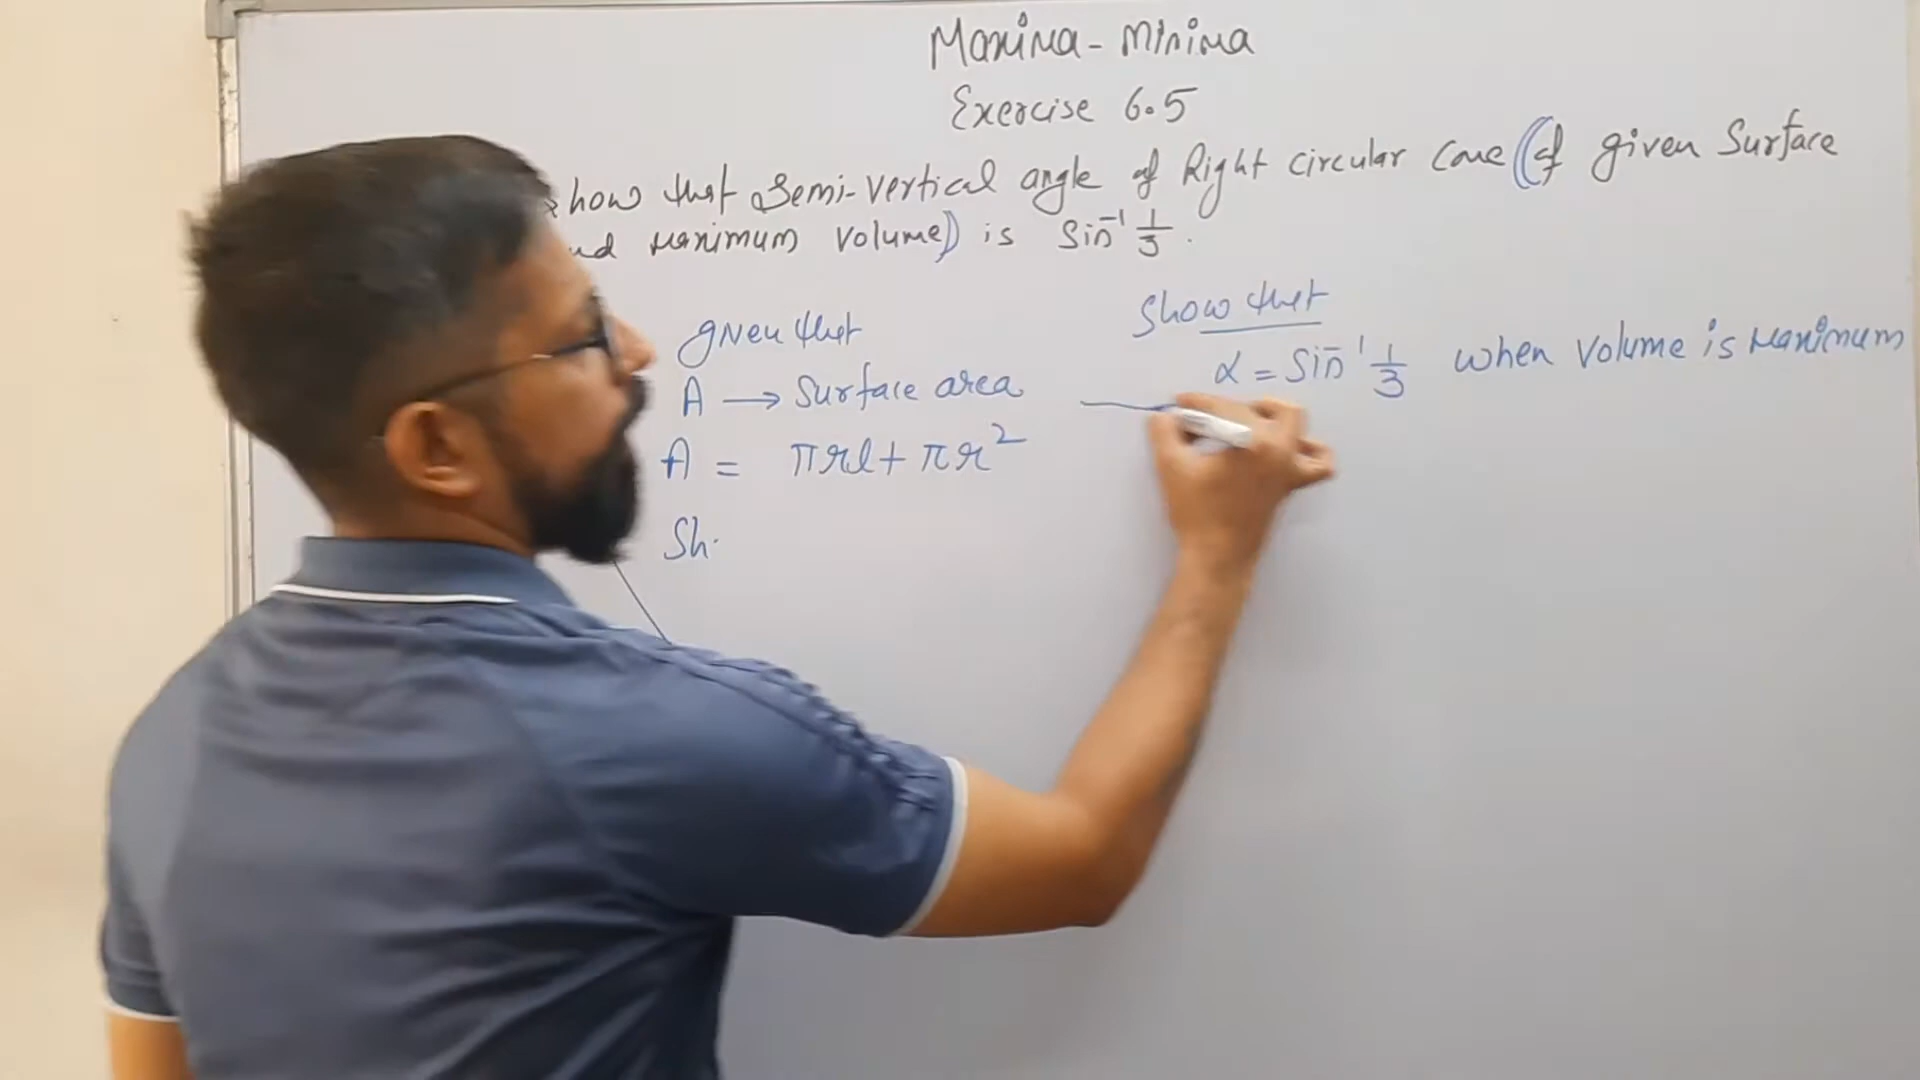 Maxima - Minima
Exercise 6.5
show that Semi-vertical angle of Right circular cone (of given Surface
and maximum volume) is Sin⁻¹ 1/3 .
given that
Show that
A → Surface area
α = Sin⁻¹ 1/3 when volume is maximum
A = πrl + πr²
Sh.